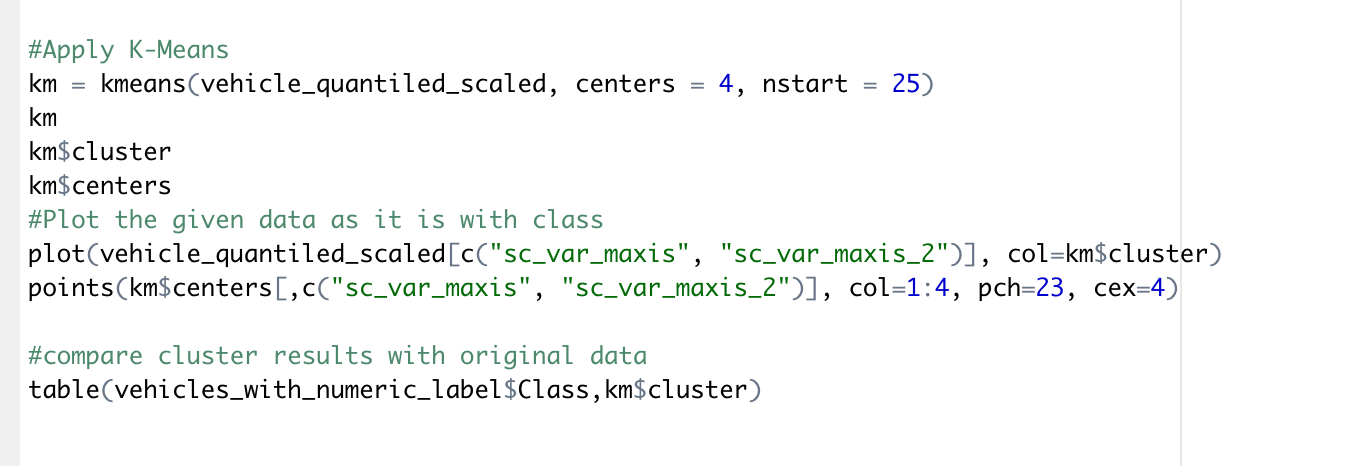 #Apply K-Means
km = kmeans(vehicle_quantiled_scaled, centers = 4, nstart = 25)
km
km$cluster
km$centers
#Plot the given data as it is with class
plot(vehicle_quantiled_scaled[c("sc_var_maxis", "sc_var_maxis_2")], col=km$cluster)
points(km$centers[,c("sc_var_maxis", "sc_var_maxis_2")], col=1:4, pch=23, cex=4)
#compare cluster results with original data
table(vehicles_with_numeric_label$Class,km$cluster)